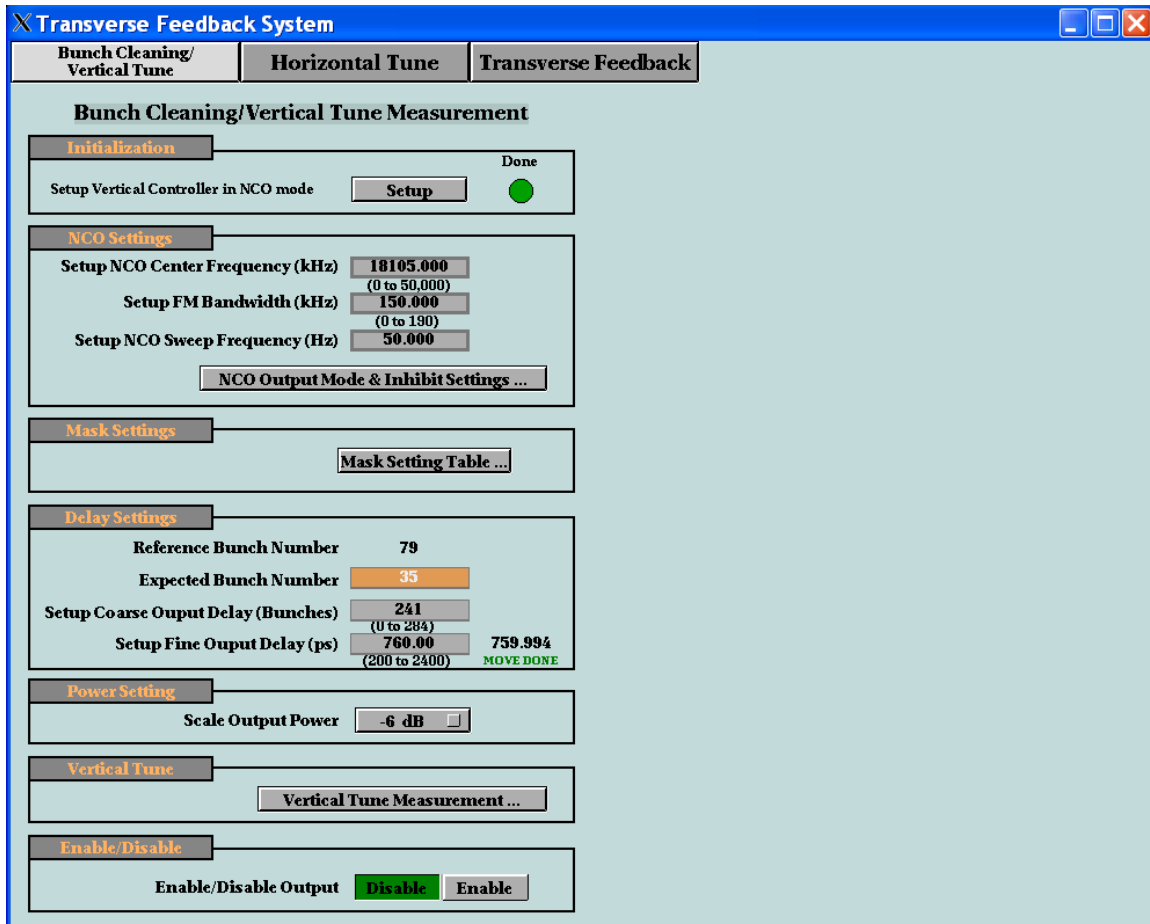 X Transverse Feedback System
Bunch Cleaning/
Vertical Tune
Horizontal Tune
Transverse Feedback
Bunch Cleaning/Vertical Tune Measurement
Initialization
Done
Setup Vertical Controller in NCO mode
Setup
NCO Settings
Setup NCO Center Frequency (kHz) 18105.000
(0 to 50,000)
Setup FM Bandwidth (kHz) 150.000
(0 to 190)
Setup NCO Sweep Frequency (Hz) 50.000
NCO Output Mode & Inhibit Settings ...
Mask Settings
Mask Setting Table ...
Delay Settings
Reference Bunch Number 79
Expected Bunch Number 35
Setup Coarse Ouput Delay (Bunches) 241
(0 to 284)
Setup Fine Ouput Delay (ps) 760.00 759.994
(200 to 2400) MOVE DONE
Power Setting
Scale Output Power -6 dB
Vertical Tune
Vertical Tune Measurement ...
Enable/Disable
Enable/Disable Output Disable Enable